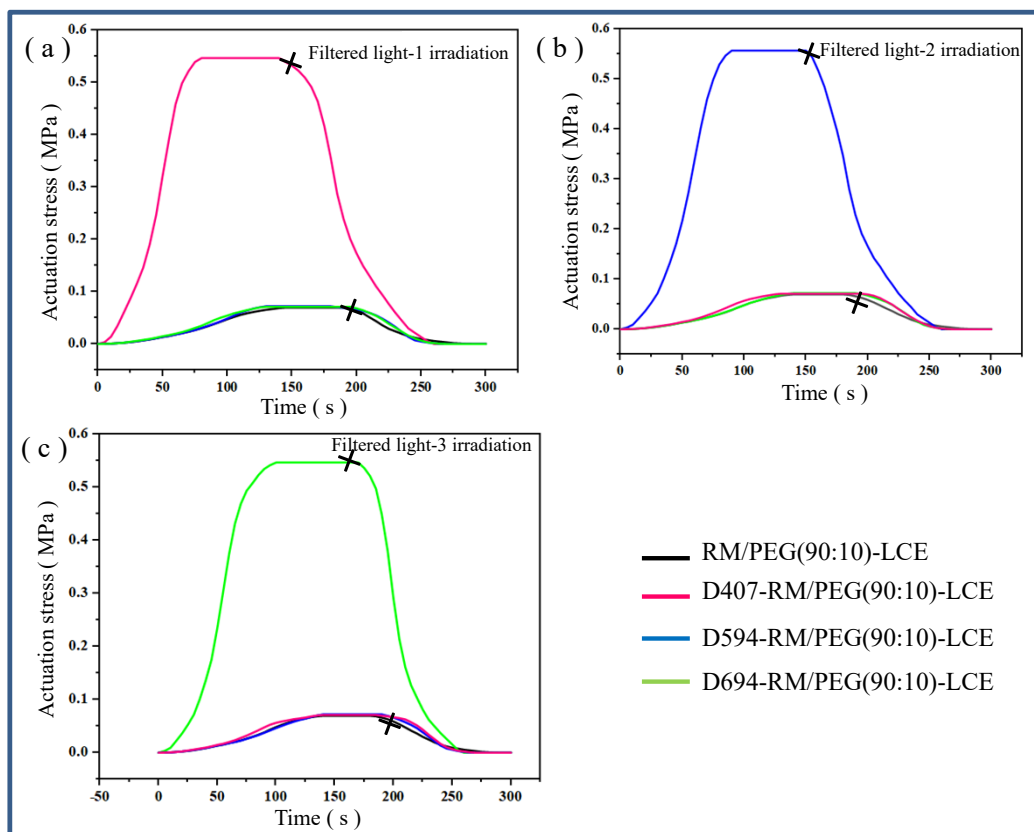 ( a )
Filtered light-1 irradiation
Actuation stress ( MPa )
0.6
0.5
0.4
0.3
0.2
0.1
0.0
0
50
100
150
200
250
300
Time ( s )
( b )
Filtered light-2 irradiation
Actuation stress ( MPa )
0.6
0.5
0.4
0.3
0.2
0.1
0.0
0
50
100
150
200
250
300
Time ( s )
( c )
Filtered light-3 irradiation
Actuation stress ( MPa )
0.6
0.5
0.4
0.3
0.2
0.1
0.0
-50
0
50
100
150
200
250
300
Time ( s )
RM/PEG(90:10)-LCE
D407-RM/PEG(90:10)-LCE
D594-RM/PEG(90:10)-LCE
D694-RM/PEG(90:10)-LCE